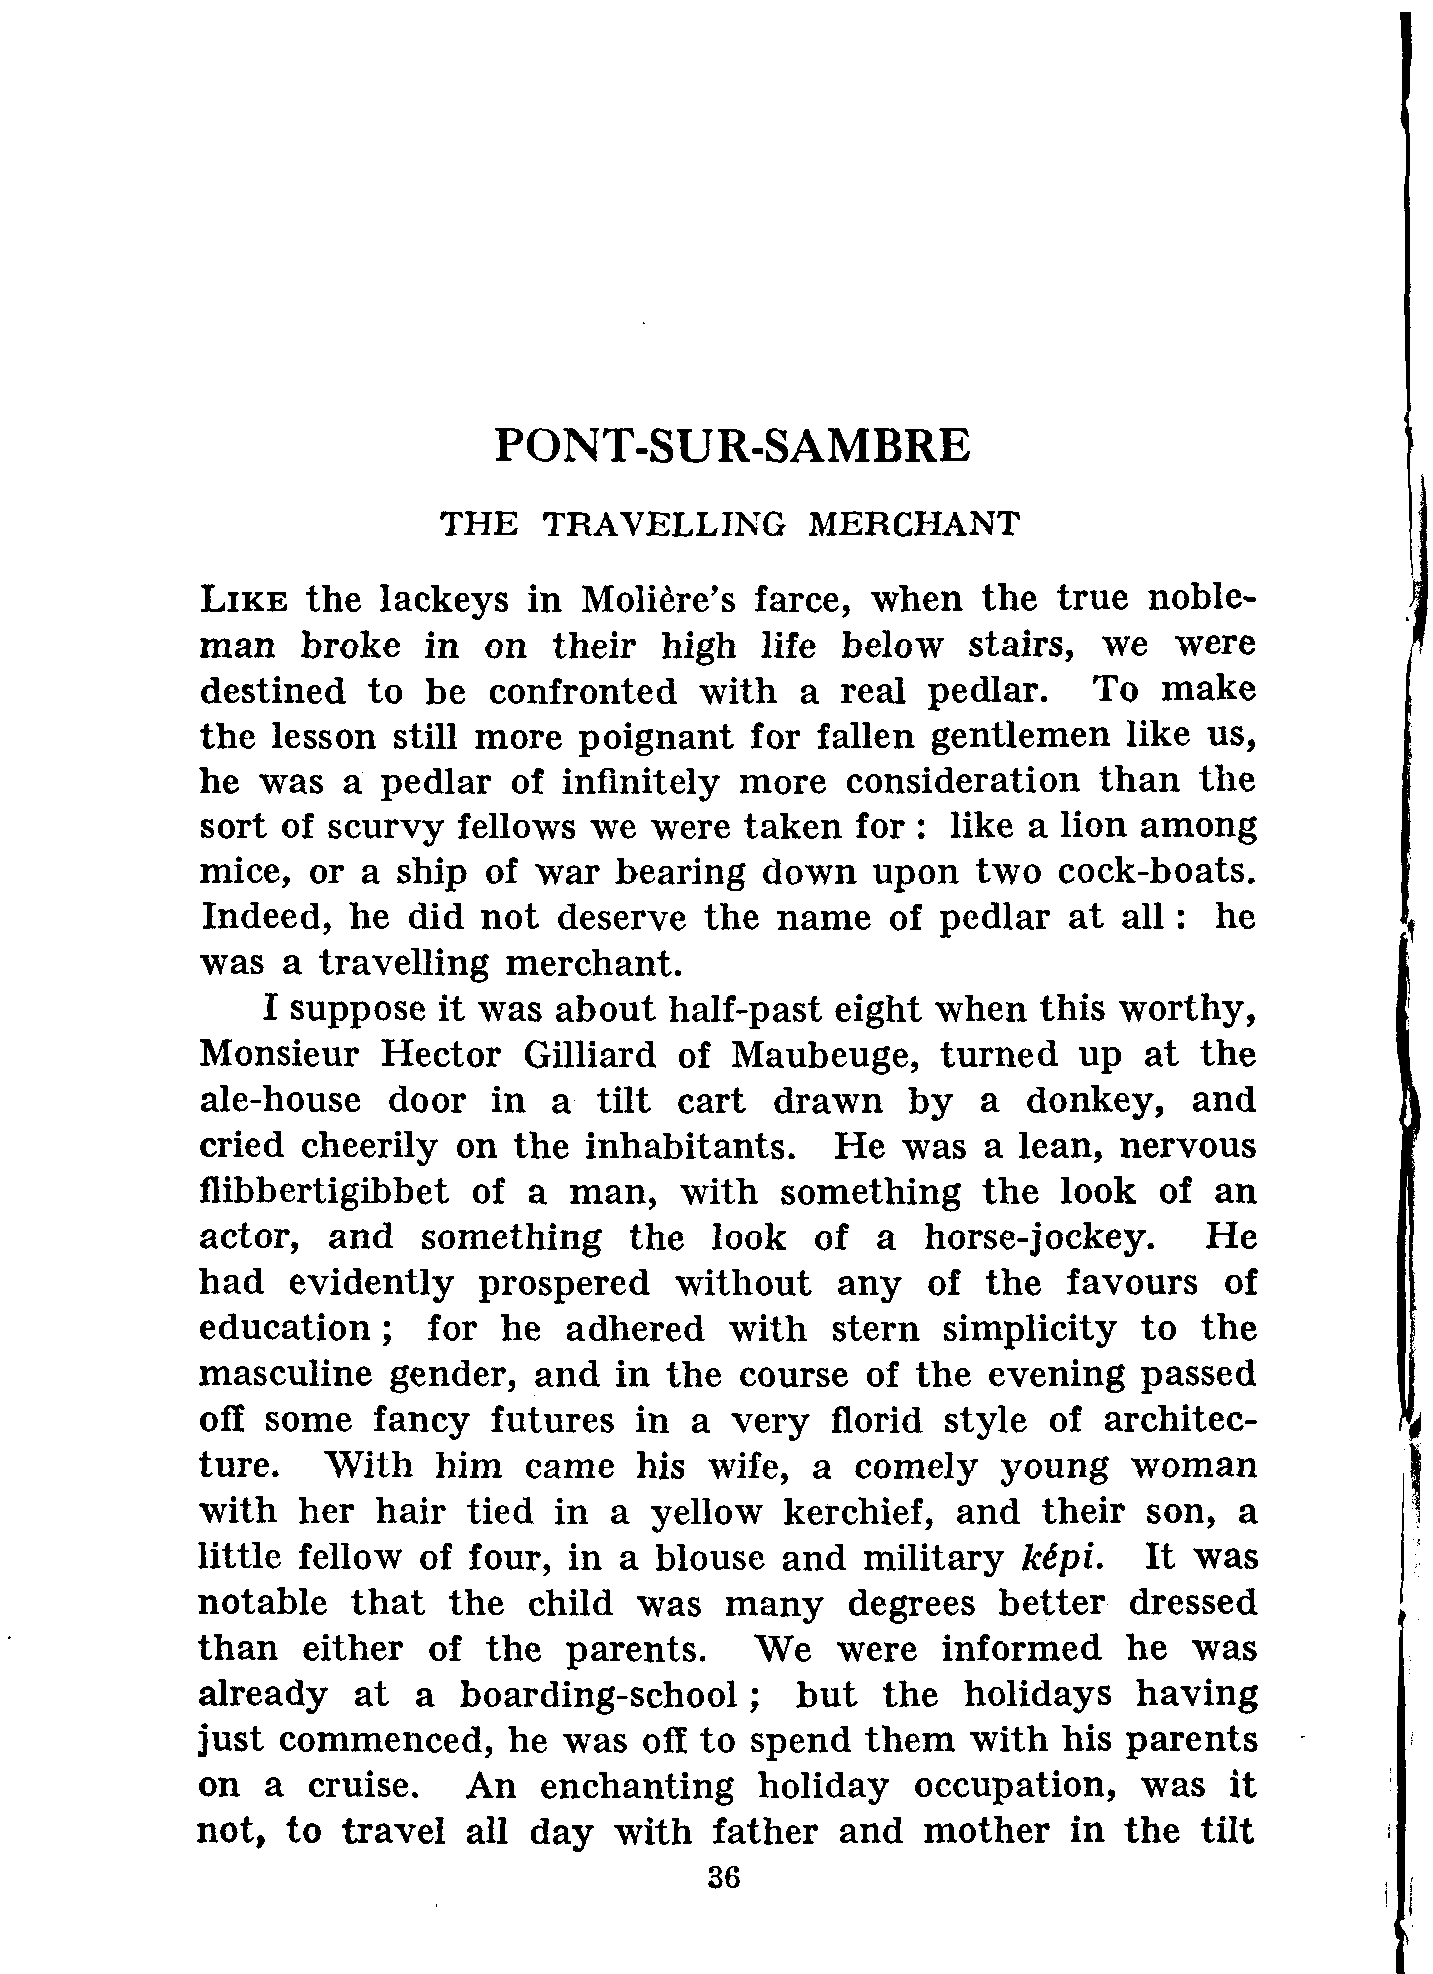 PONT-SUR-SAMBRE
THE TRAVELLING MERCHANT
LIKE the lackeys in Molière's farce, when the true noble-
man broke in on their high life below stairs, we were
destined to be confronted with a real pedlar. To make
the lesson still more poignant for fallen gentlemen like us,
he was a pedlar of infinitely more consideration than the
sort of scurvy fellows we were taken for : like a lion among
mice, or a ship of war bearing down upon two cock-boats.
Indeed, he did not deserve the name of pedlar at all : he
was a travelling merchant.
I suppose it was about half-past eight when this worthy,
Monsieur Hector Gilliard of Maubeuge, turned up at the
ale-house door in a tilt cart drawn by a donkey, and
cried cheerily on the inhabitants. He was a lean, nervous
flibbertigibbet of a man, with something the look of an
actor, and something the look of a horse-jockey. He
had evidently prospered without any of the favours of
education ; for he adhered with stern simplicity to the
masculine gender, and in the course of the evening passed
off some fancy futures in a very florid style of architec-
ture. With him came his wife, a comely young woman
with her hair tied in a yellow kerchief, and their son, a
little fellow of four, in a blouse and military képi. It was
notable that the child was many degrees better dressed
than either of the parents. We were informed he was
already at a boarding-school ; but the holidays having
just commenced, he was off to spend them with his parents
on a cruise. An enchanting holiday occupation, was it
not, to travel all day with father and mother in the tilt
36